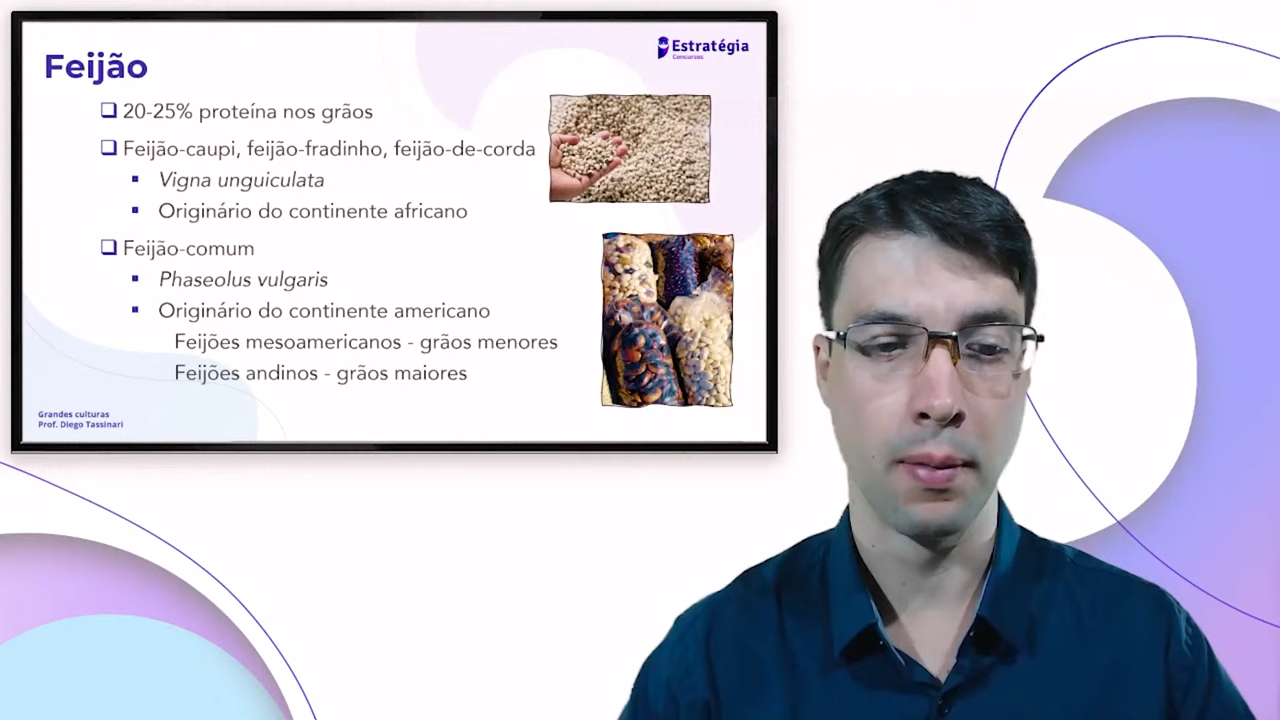 Feijão
Estratégia
Concursos
20-25% proteína nos grãos
Feijão-caupi, feijão-fradinho, feijão-de-corda
Vigna unguiculata
Originário do continente africano
Feijão-comum
Phaseolus vulgaris
Originário do continente americano
Feijões mesoamericanos - grãos menores
Feijões andinos - grãos maiores
Grandes culturas
Prof. Diego Tassinari